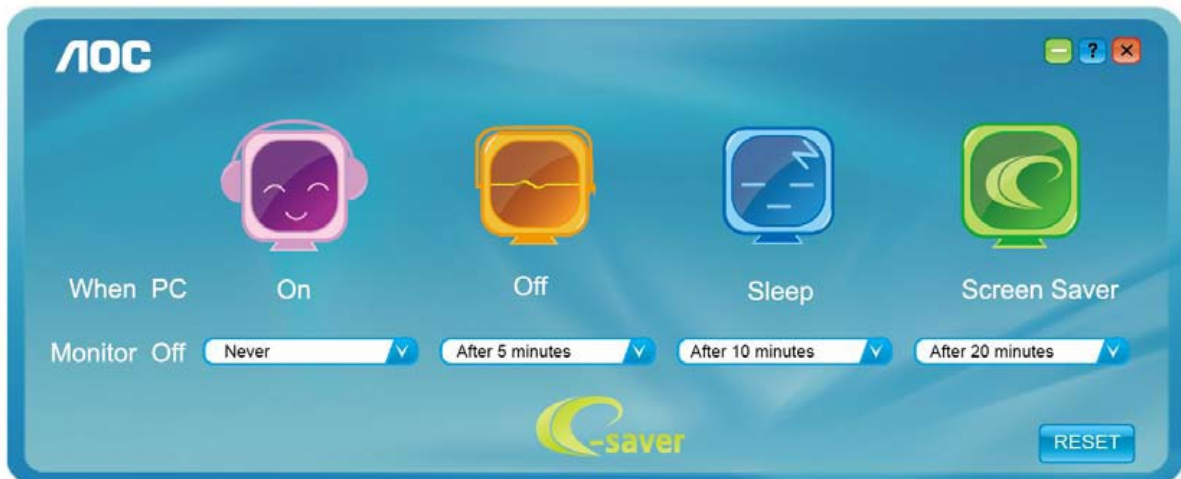 AOC
?
When PC On Off Sleep Screen Saver
Monitor Off Never After 5 minutes After 10 minutes After 20 minutes
e-saver
RESET